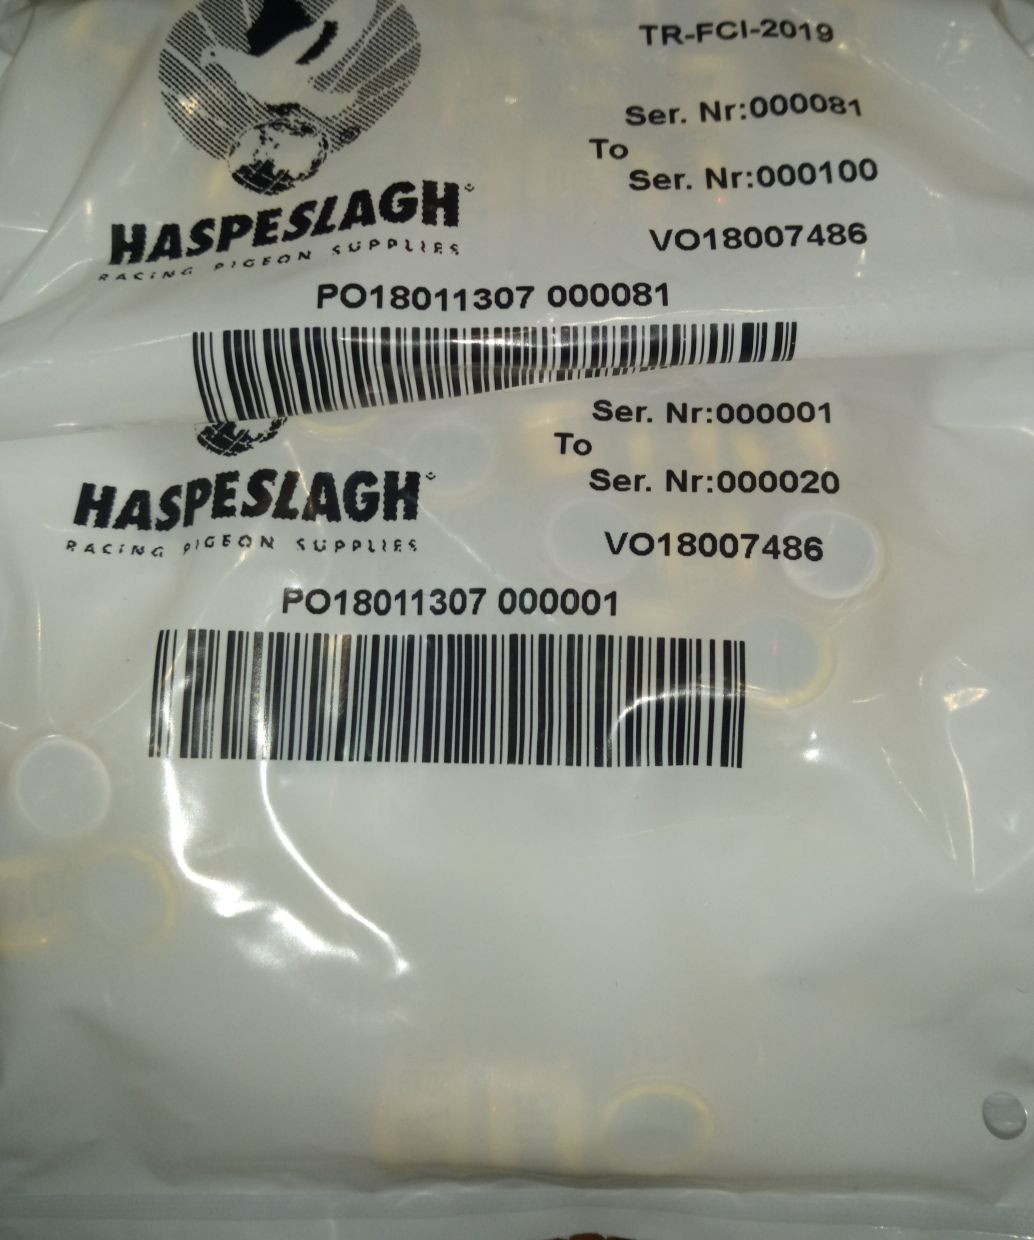 TR-FCI-2019
Ser. Nr:000081
To
Ser. Nr:000100
HASPESLAGH
RACING PIGEON SUPPLIES
VO18007486
PO18011307 000081
Ser. Nr:000001
To
Ser. Nr:000020
HASPESLAGH
RACING PIGEON SUPPLIES
VO18007486
PO18011307 000001